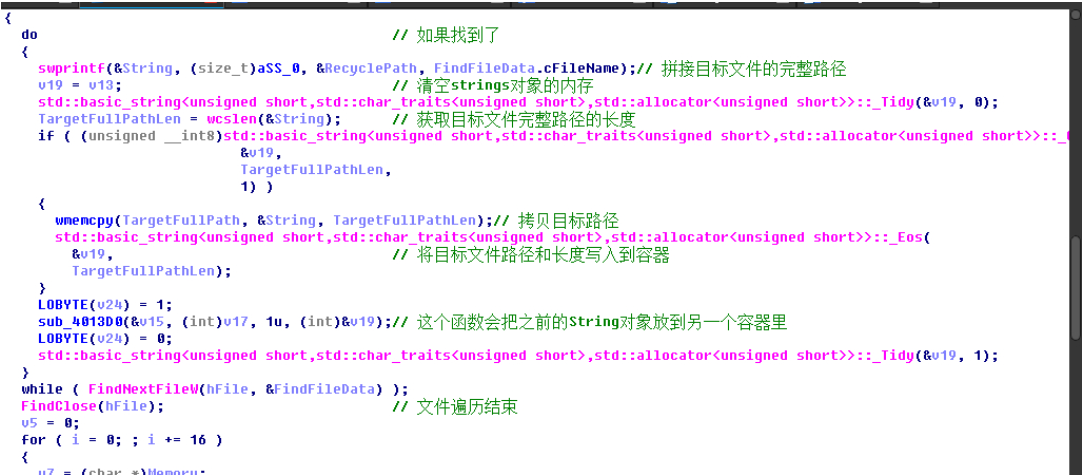 {
do // 如果找到了
{
swprintf(&String, (size_t)aSS_0, &RecyclePath, FindFileData.cFileName);// 拼接目标文件的完整路径
v19 = v13; // 清空strings对象的内存
std::basic_string<unsigned short,std::char_traits<unsigned short>,std::allocator<unsigned short>>::_Tidy(&v19, 0);
TargetFullPathLen = wcslen(&String); // 获取目标文件完整路径的长度
if ( (unsigned __int8)std::basic_string<unsigned short,std::char_traits<unsigned short>,std::allocator<unsigned short>>::_
&v19,
TargetFullPathLen,
1) )
{
wmemcpy(TargetFullPath, &String, TargetFullPathLen);// 拷贝目标路径
std::basic_string<unsigned short,std::char_traits<unsigned short>,std::allocator<unsigned short>>::_Eos(
&v19, // 将目标文件路径和长度写入到容器
TargetFullPathLen);
}
LOBYTE(v24) = 1;
sub_4013D0(&v15, (int)v17, 1u, (int)&v19);// 这个函数会把之前的String对象放到另一个容器里
LOBYTE(v24) = 0;
std::basic_string<unsigned short,std::char_traits<unsigned short>,std::allocator<unsigned short>>::_Tidy(&v19, 1);
}
while ( FindNextFileW(hFile, &FindFileData) );
FindClose(hFile); // 文件遍历结束
v5 = 0;
for ( i = 0; ; i += 16 )
{
v7 = (char *)Memory;